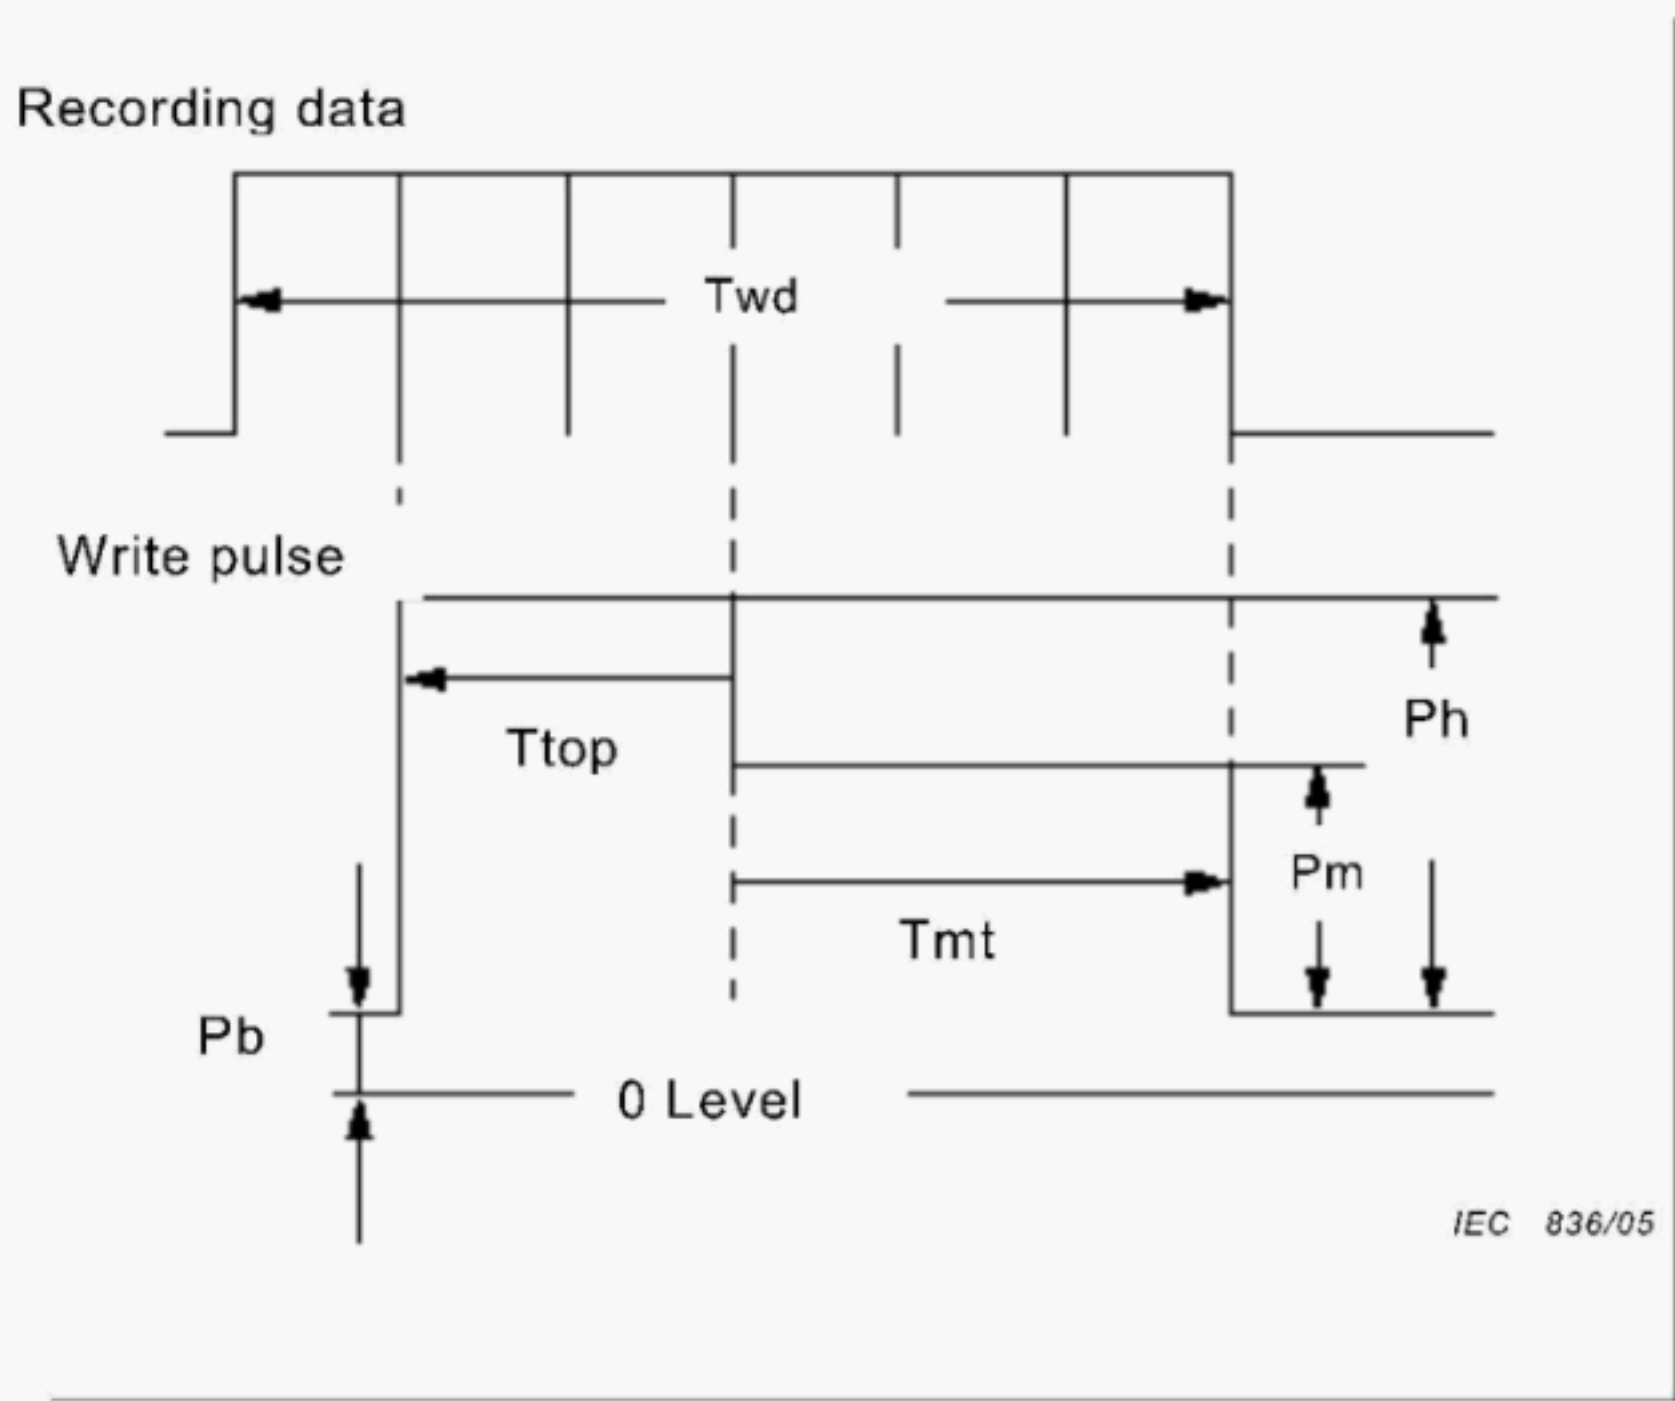 Recording data
Twd
Write pulse
Ph
Ttop
Pm
Tmt
Pb
0 Level
IEC 836/05